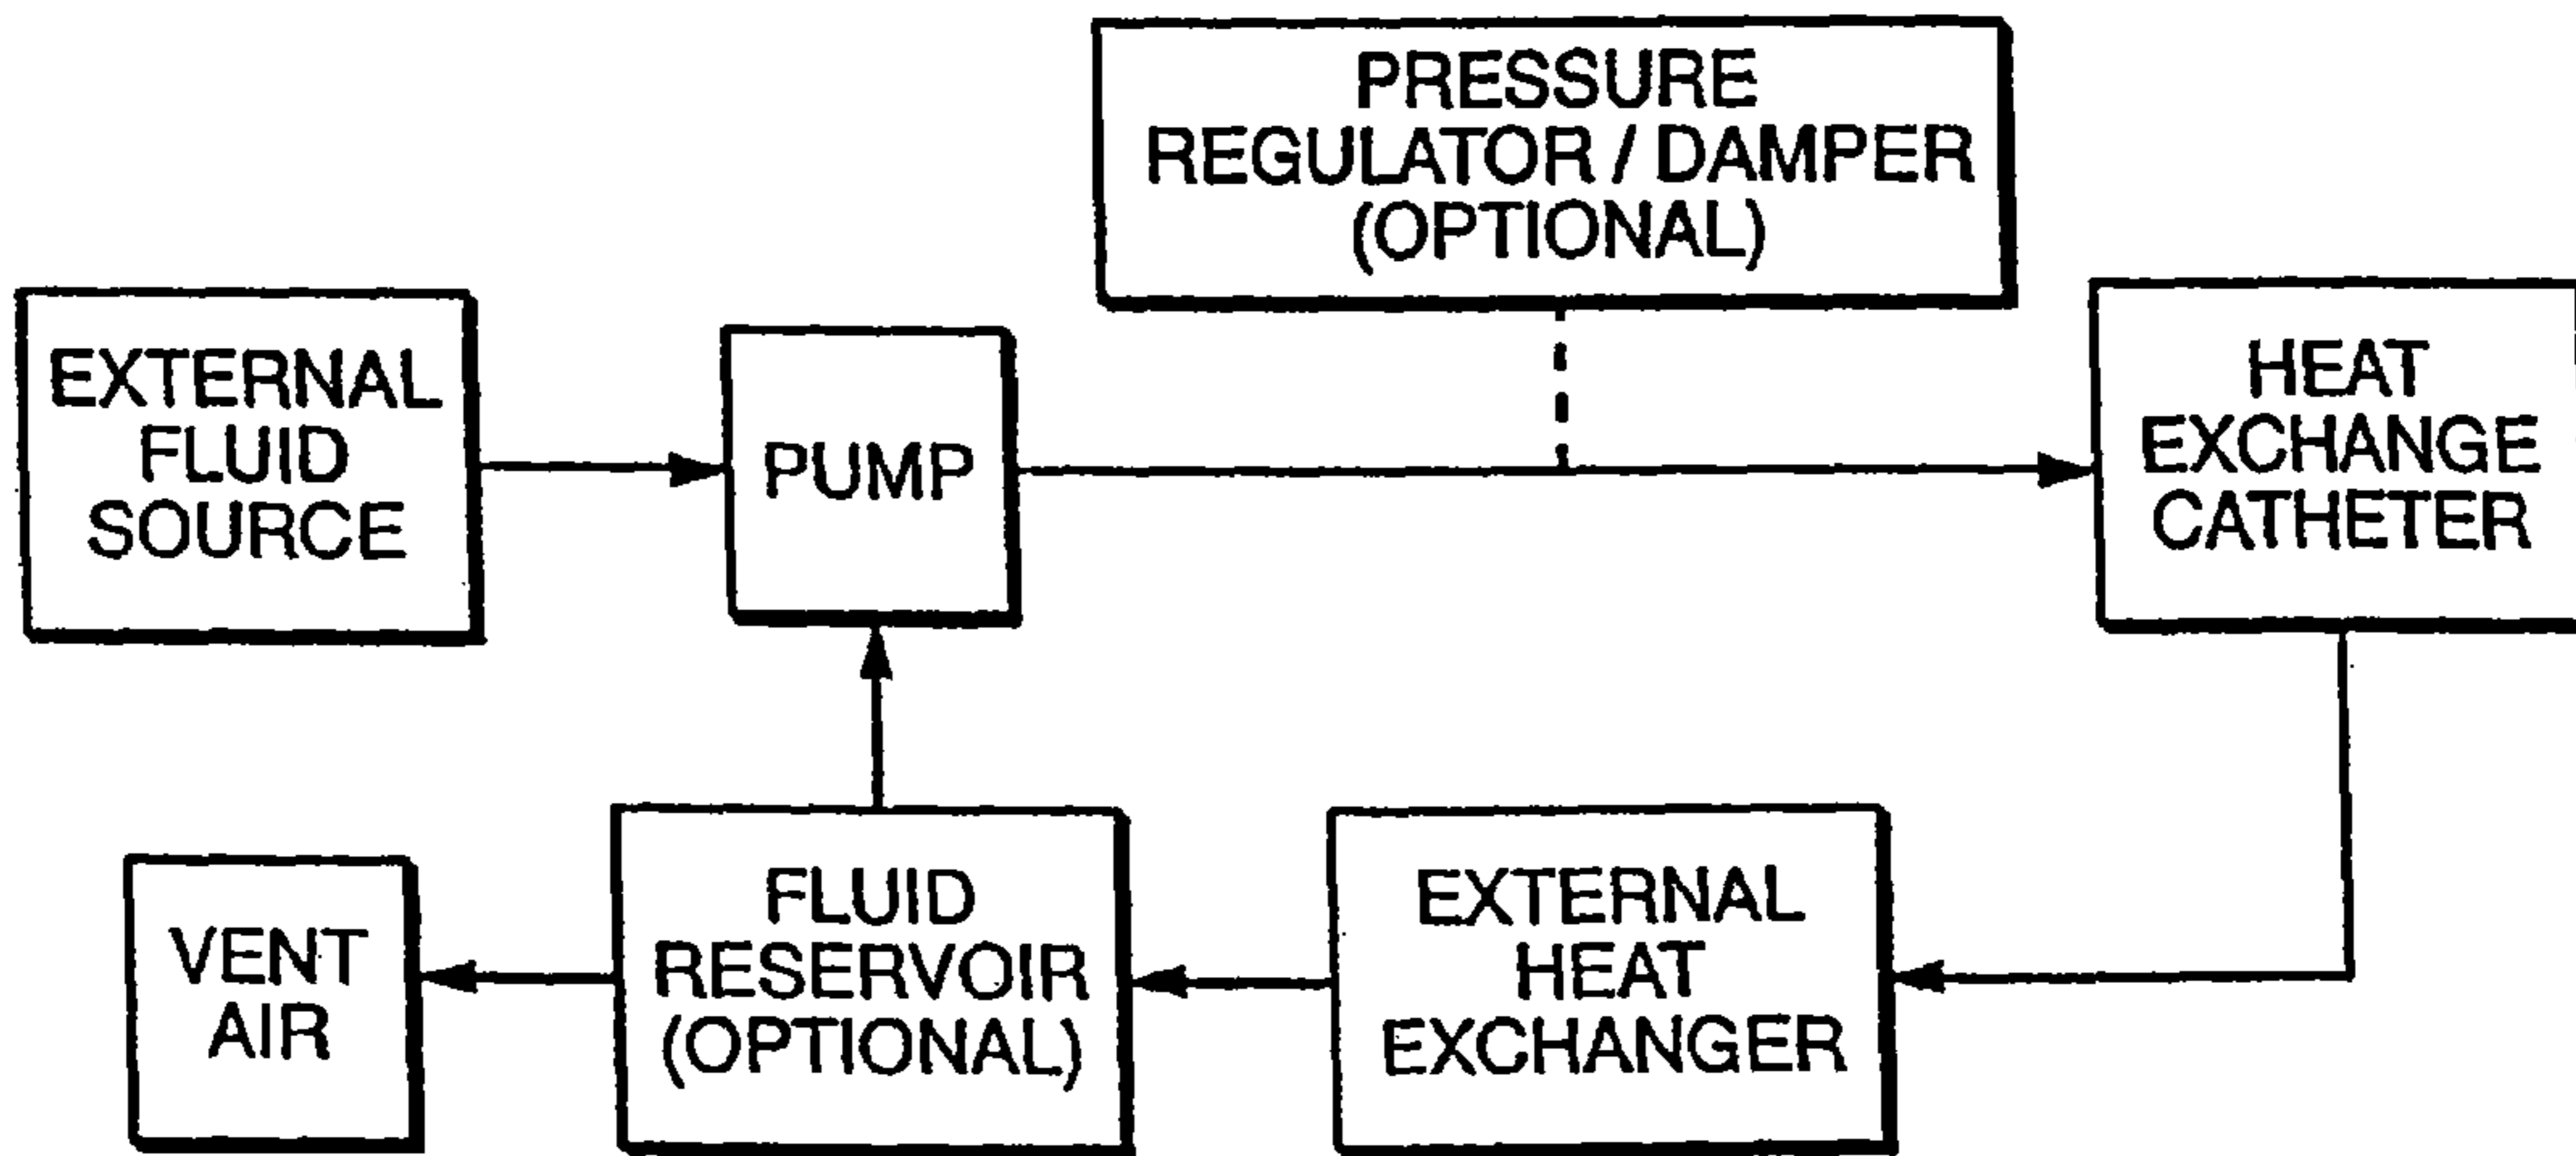 PRESSURE
REGULATOR / DAMPER
(OPTIONAL)
EXTERNAL
FLUID
SOURCE
PUMP
HEAT
EXCHANGE
CATHETER
VENT
AIR
FLUID
RESERVOIR
(OPTIONAL)
EXTERNAL
HEAT
EXCHANGER